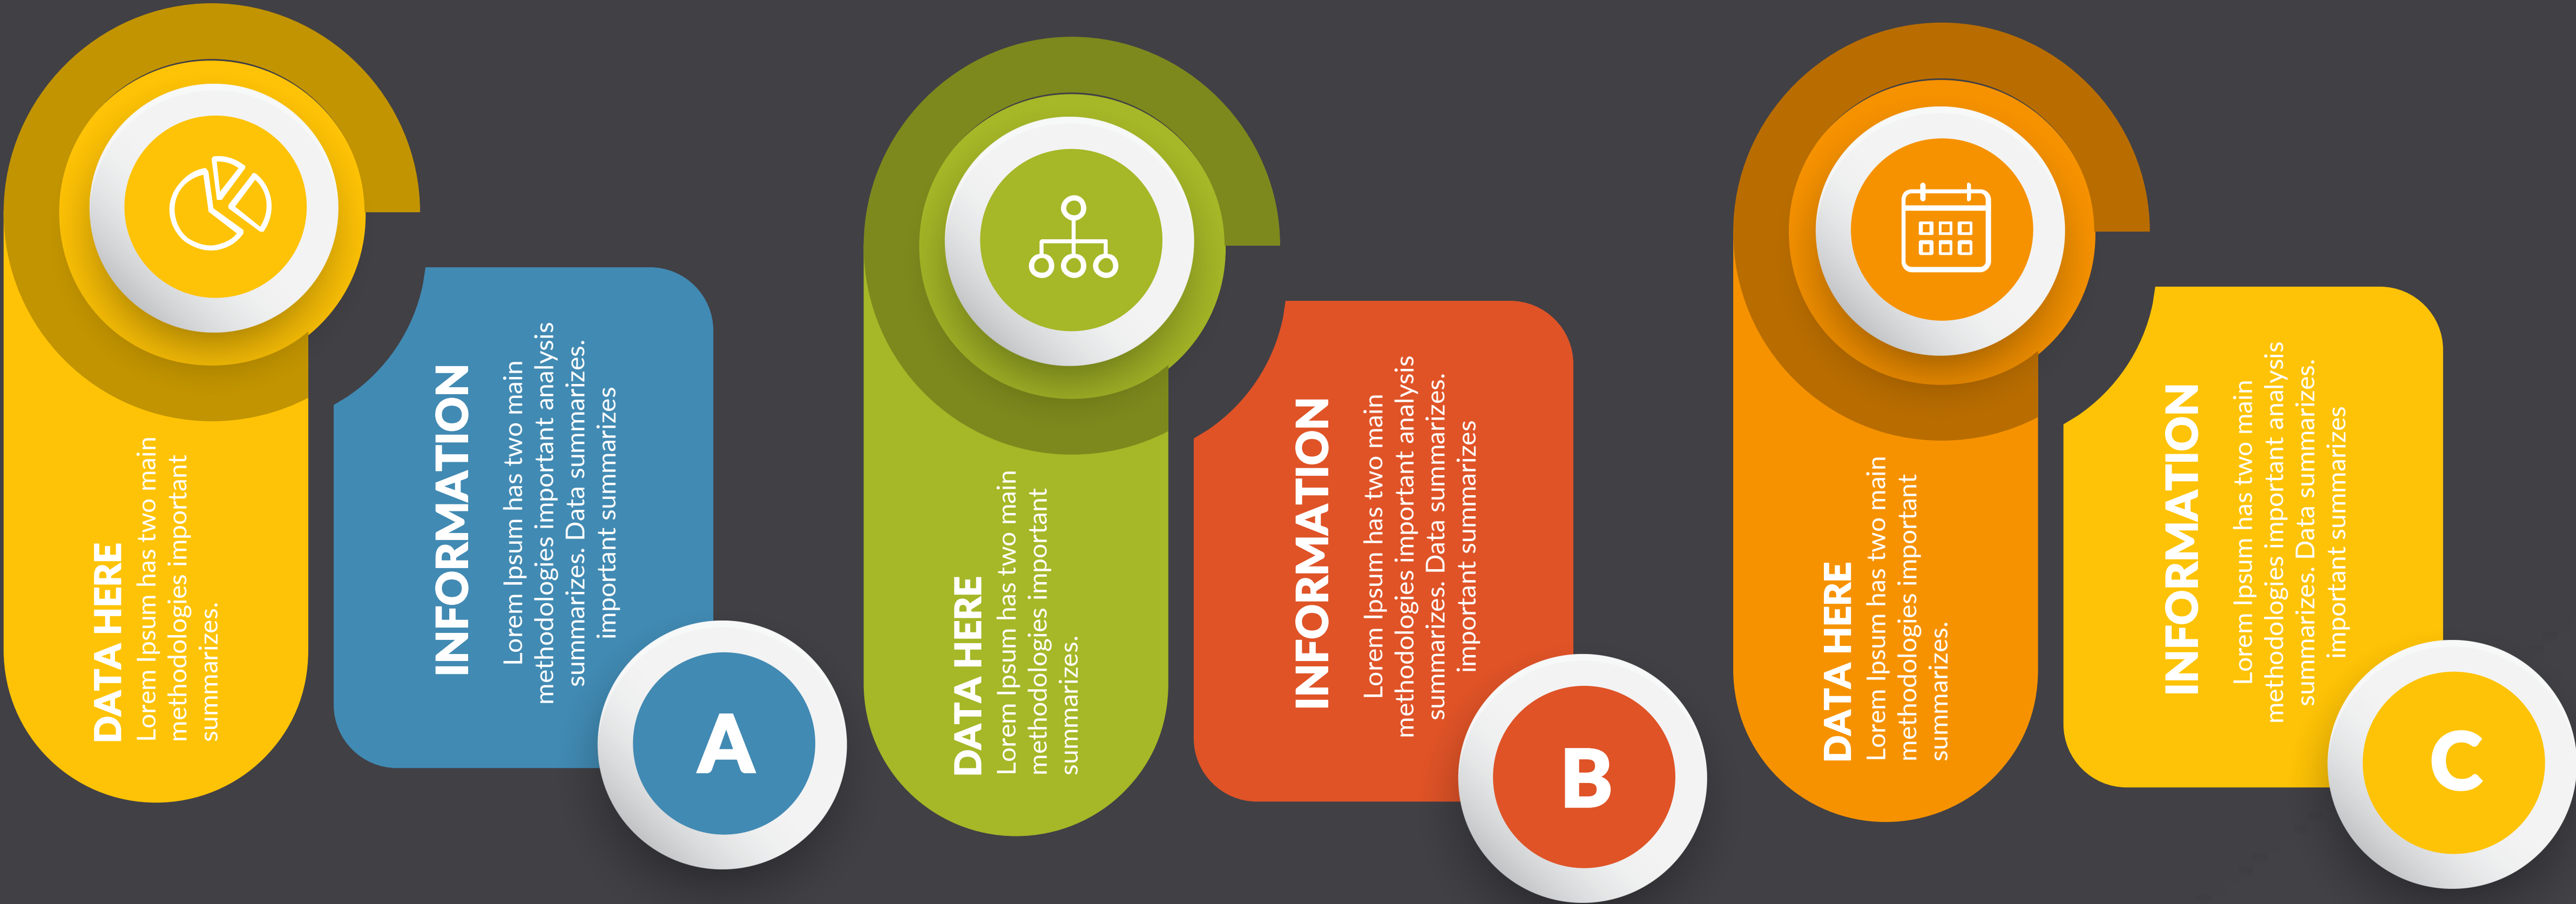 DATA HERE
Lorem Ipsum has two main
methodologies important
summarizes.
INFORMATION
Lorem Ipsum has two main
methodologies important analysis
summarizes. Data summarizes.
important summarizes
A
DATA HERE
Lorem Ipsum has two main
methodologies important
summarizes.
INFORMATION
Lorem Ipsum has two main
methodologies important analysis
summarizes. Data summarizes.
important summarizes
B
DATA HERE
Lorem Ipsum has two main
methodologies important
summarizes.
INFORMATION
Lorem Ipsum has two main
methodologies important analysis
summarizes. Data summarizes.
important summarizes
C